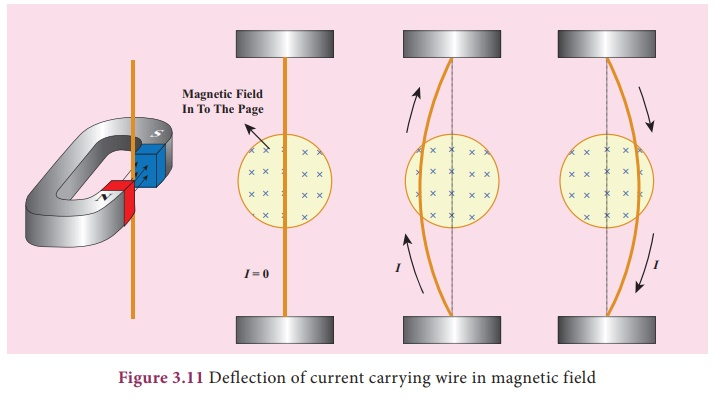 Magnetic Field
In To The Page
S
N
I = 0
I
I
Figure 3.11 Deflection of current carrying wire in magnetic field